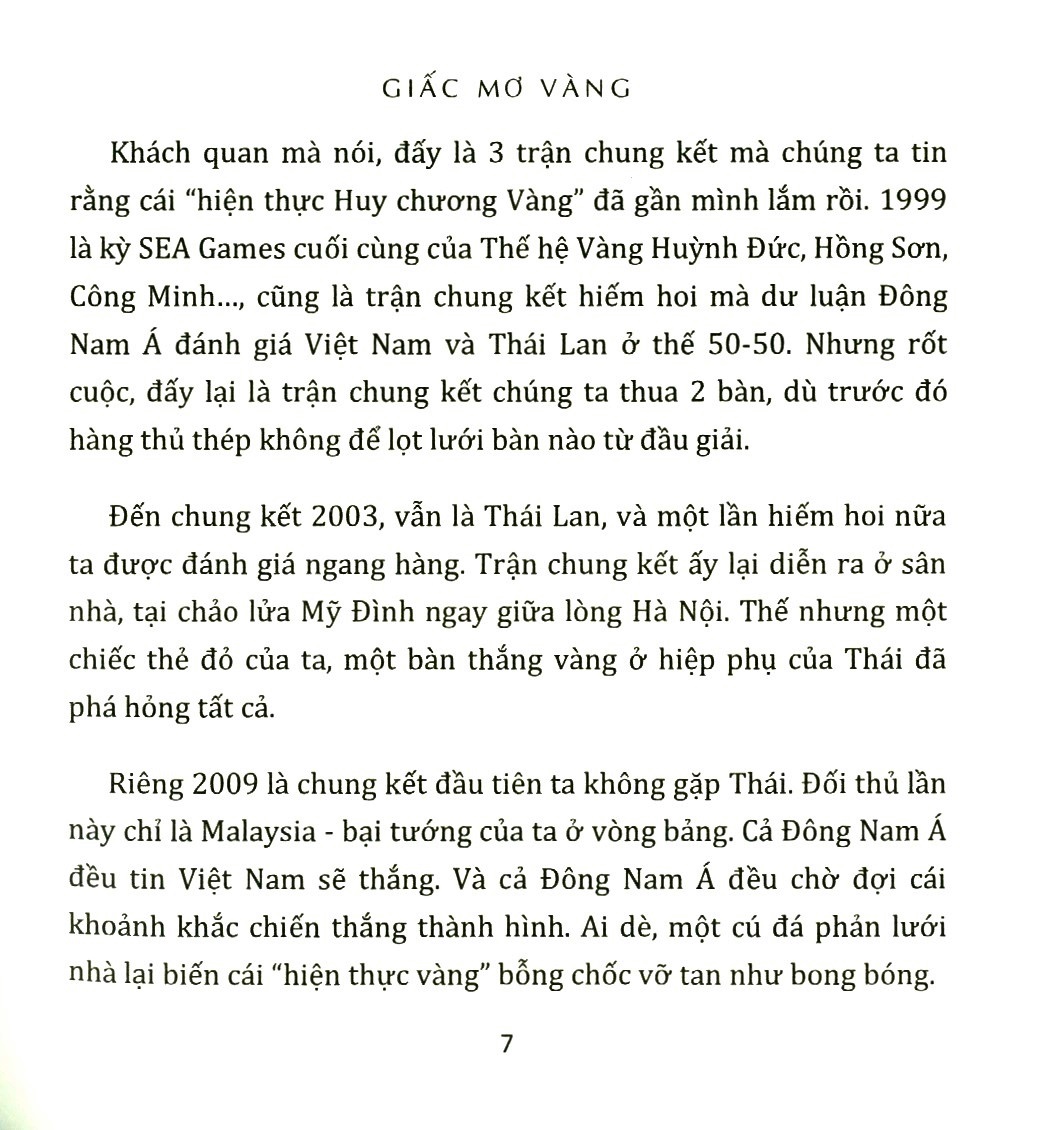 GIẤC MƠ VÀNG
Khách quan mà nói, đấy là 3 trận chung kết mà chúng ta tin
rằng cái “hiện thực Huy chương Vàng” đã gần mình lắm rồi. 1999
là kỳ SEA Games cuối cùng của Thế hệ Vàng Huỳnh Đức, Hồng Sơn,
Công Minh..., cũng là trận chung kết hiếm hoi mà dư luận Đông
Nam Á đánh giá Việt Nam và Thái Lan ở thế 50-50. Nhưng rốt
cuộc, đấy lại là trận chung kết chúng ta thua 2 bàn, dù trước đó
hàng thủ thép không để lọt lưới bàn nào từ đầu giải.
Đến chung kết 2003, vẫn là Thái Lan, và một lần hiếm hoi nữa
ta được đánh giá ngang hàng. Trận chung kết ấy lại diễn ra ở sân
nhà, tại chảo lửa Mỹ Đình ngay giữa lòng Hà Nội. Thế nhưng một
chiếc thẻ đỏ của ta, một bàn thắng vàng ở hiệp phụ của Thái đã
phá hỏng tất cả.
Riêng 2009 là chung kết đầu tiên ta không gặp Thái. Đối thủ lần
này chỉ là Malaysia - bại tướng của ta ở vòng bảng. Cả Đông Nam Á
đều tin Việt Nam sẽ thắng. Và cả Đông Nam Á đều chờ đợi cái
khoảnh khắc chiến thắng thành hình. Ai dè, một cú đá phản lưới
nhà lại biến cái “hiện thực vàng” bỗng chốc vỡ tan như bong bóng.
7